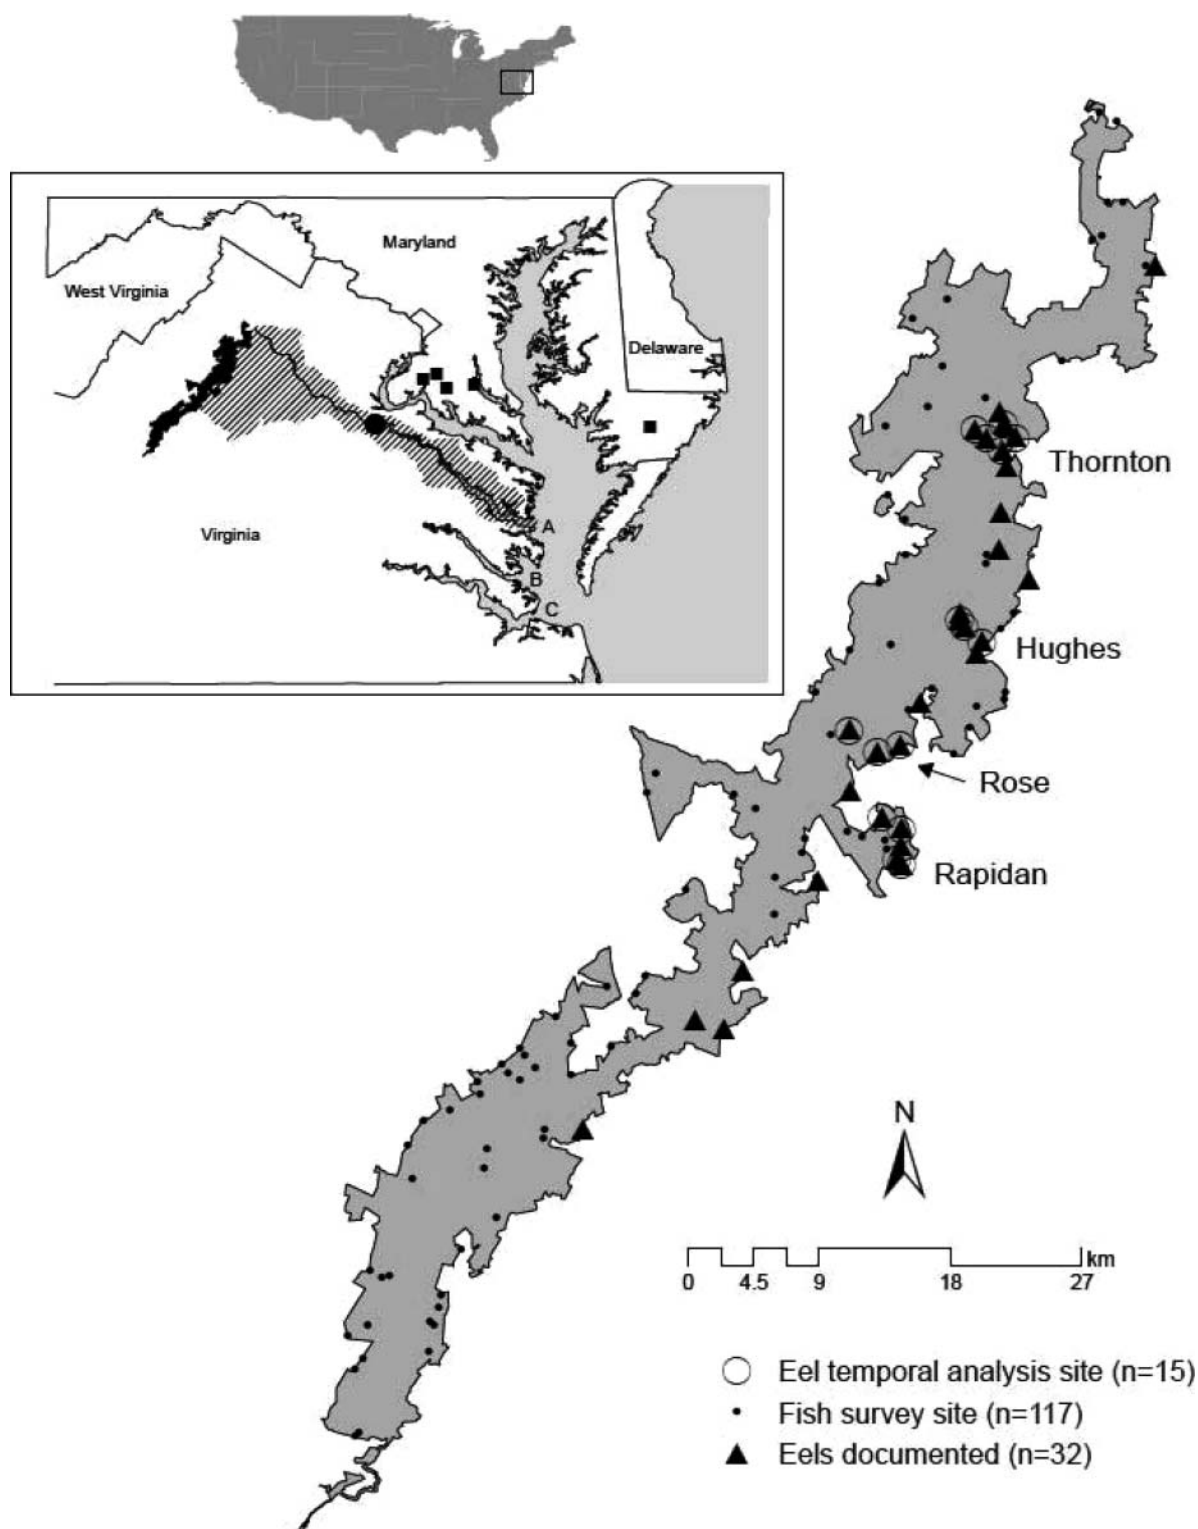 Maryland
West Virginia
Delaware
Virginia
A
B
C
Thornton
Hughes
Rose
Rapidan
N
km
0 4.5 9 18 27
Eel temporal analysis site (n=15)
Fish survey site (n=117)
Eels documented (n=32)